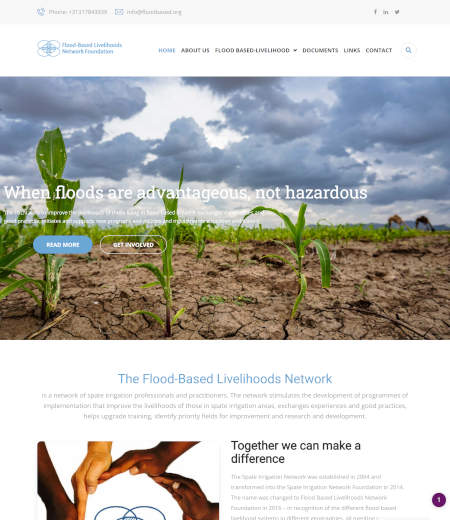 Phone: +31317843939 info@floodbased.org
Flood-Based Livelihoods
Network Foundation
HOME ABOUT US FLOOD BASED-LIVELIHOOD DOCUMENTS LINKS CONTACT
When floods are advantageous, not hazardous
READ MORE GET INVOLVED
The Flood-Based Livelihoods Network
is a network of spate irrigation professionals and practitioners. The network stimulates the development of programmes of
implementation that improve the livelihoods of those in spate irrigation areas, exchanges experiences and good practices,
helps upgrade training, identify priority fields for improvement and research and development.
Together we can make a
difference
The Spate Irrigation Network was established in 2004 and
transformed into the Spate Irrigation Network Foundation in 2014.
The name was changed to Flood Based Livelihoods Network
Foundation in 2016 – in recognition of the different flood based
livelihood systems in different geographies, all meriting
1